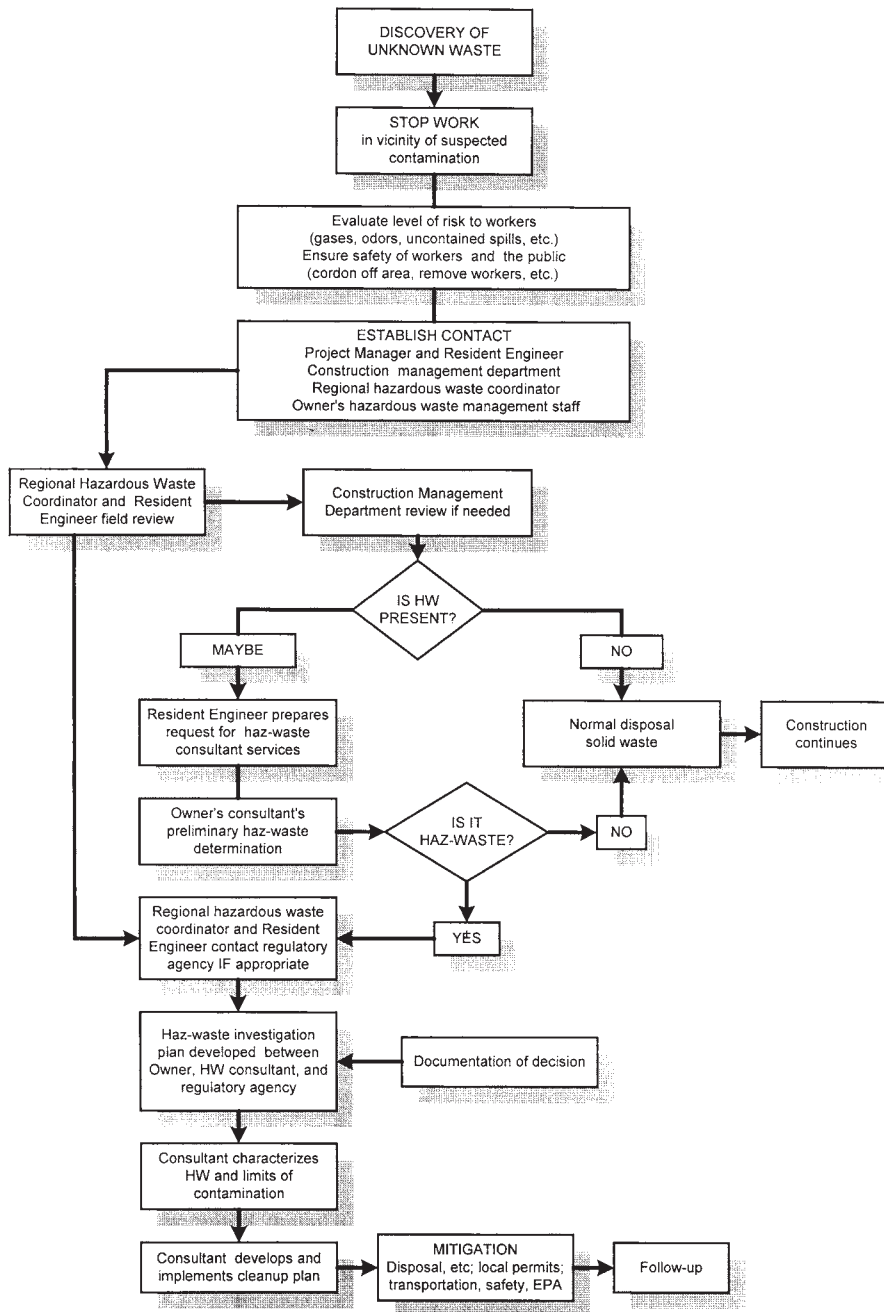 DISCOVERY OF
UNKNOWN WASTE
STOP WORK
in vicinity of suspected
contamination
Evaluate level of risk to workers
(gases, odors, uncontained spills, etc.)
Ensure safety of workers and the public
(cordon off area, remove workers, etc.)
ESTABLISH CONTACT
Project Manager and Resident Engineer
Construction management department
Regional hazardous waste coordinator
Owner's hazardous waste management staff
Regional Hazardous Waste
Coordinator and Resident
Engineer field review
Construction Management
Department review if needed
IS HW
PRESENT?
MAYBE
NO
Resident Engineer prepares
request for haz-waste
consultant services
Normal disposal
solid waste
Construction
continues
Owner's consultant's
preliminary haz-waste
determination
IS IT
HAZ-WASTE?
NO
YES
Regional hazardous waste
coordinator and Resident
Engineer contact regulatory
agency IF appropriate
Haz-waste investigation
plan developed between
Owner, HW consultant, and
regulatory agency
Documentation of decision
Consultant characterizes
HW and limits of
contamination
Consultant develops and
implements cleanup plan
MITIGATION
Disposal, etc; local permits;
transportation, safety, EPA
Follow-up